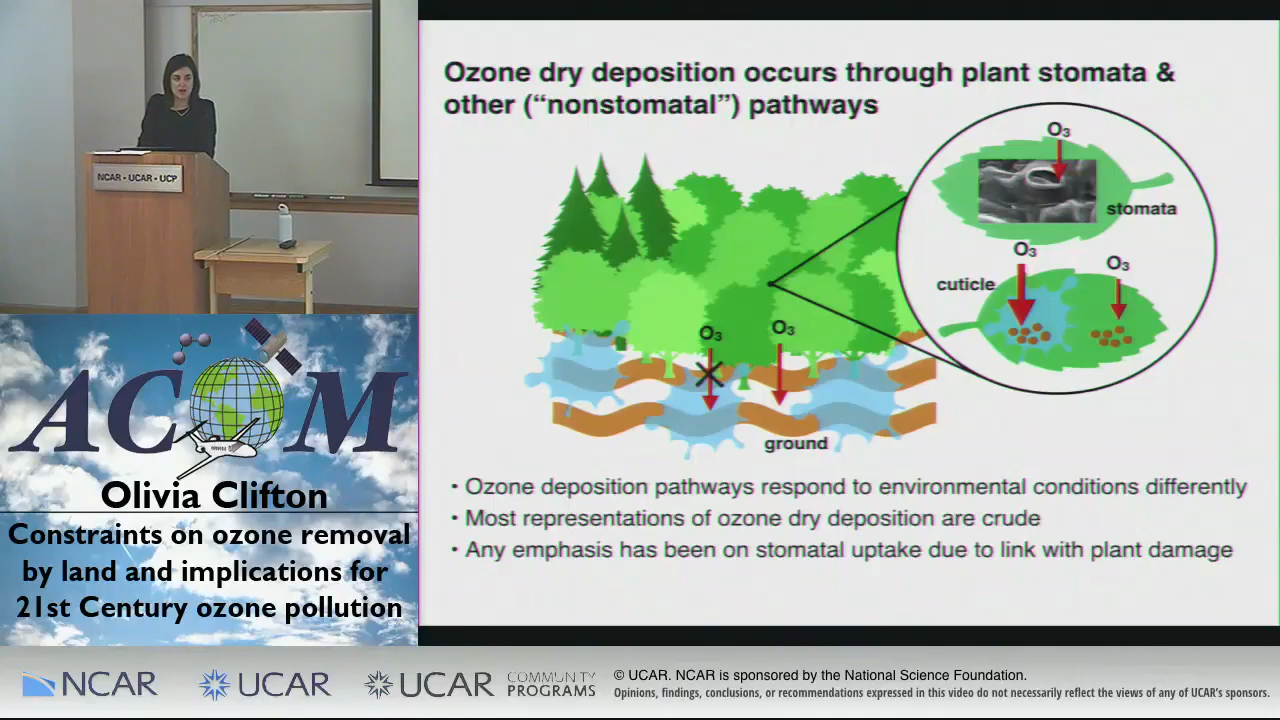 NCAR - UCAR - UCP
Ozone dry deposition occurs through plant stomata &
other (“nonstomatal”) pathways
O₃
stomata
O₃
O₃
cuticle
O₃
O₃
ground
• Ozone deposition pathways respond to environmental conditions differently
• Most representations of ozone dry deposition are crude
• Any emphasis has been on stomatal uptake due to link with plant damage
ACOM
Olivia Clifton
Constraints on ozone removal
by land and implications for
21st Century ozone pollution
NCAR
UCAR
UCAR
COMMUNITY
PROGRAMS
© UCAR. NCAR is sponsored by the National Science Foundation.
Opinions, findings, conclusions, or recommendations expressed in this video do not necessarily reflect the views of any of UCAR's sponsors.